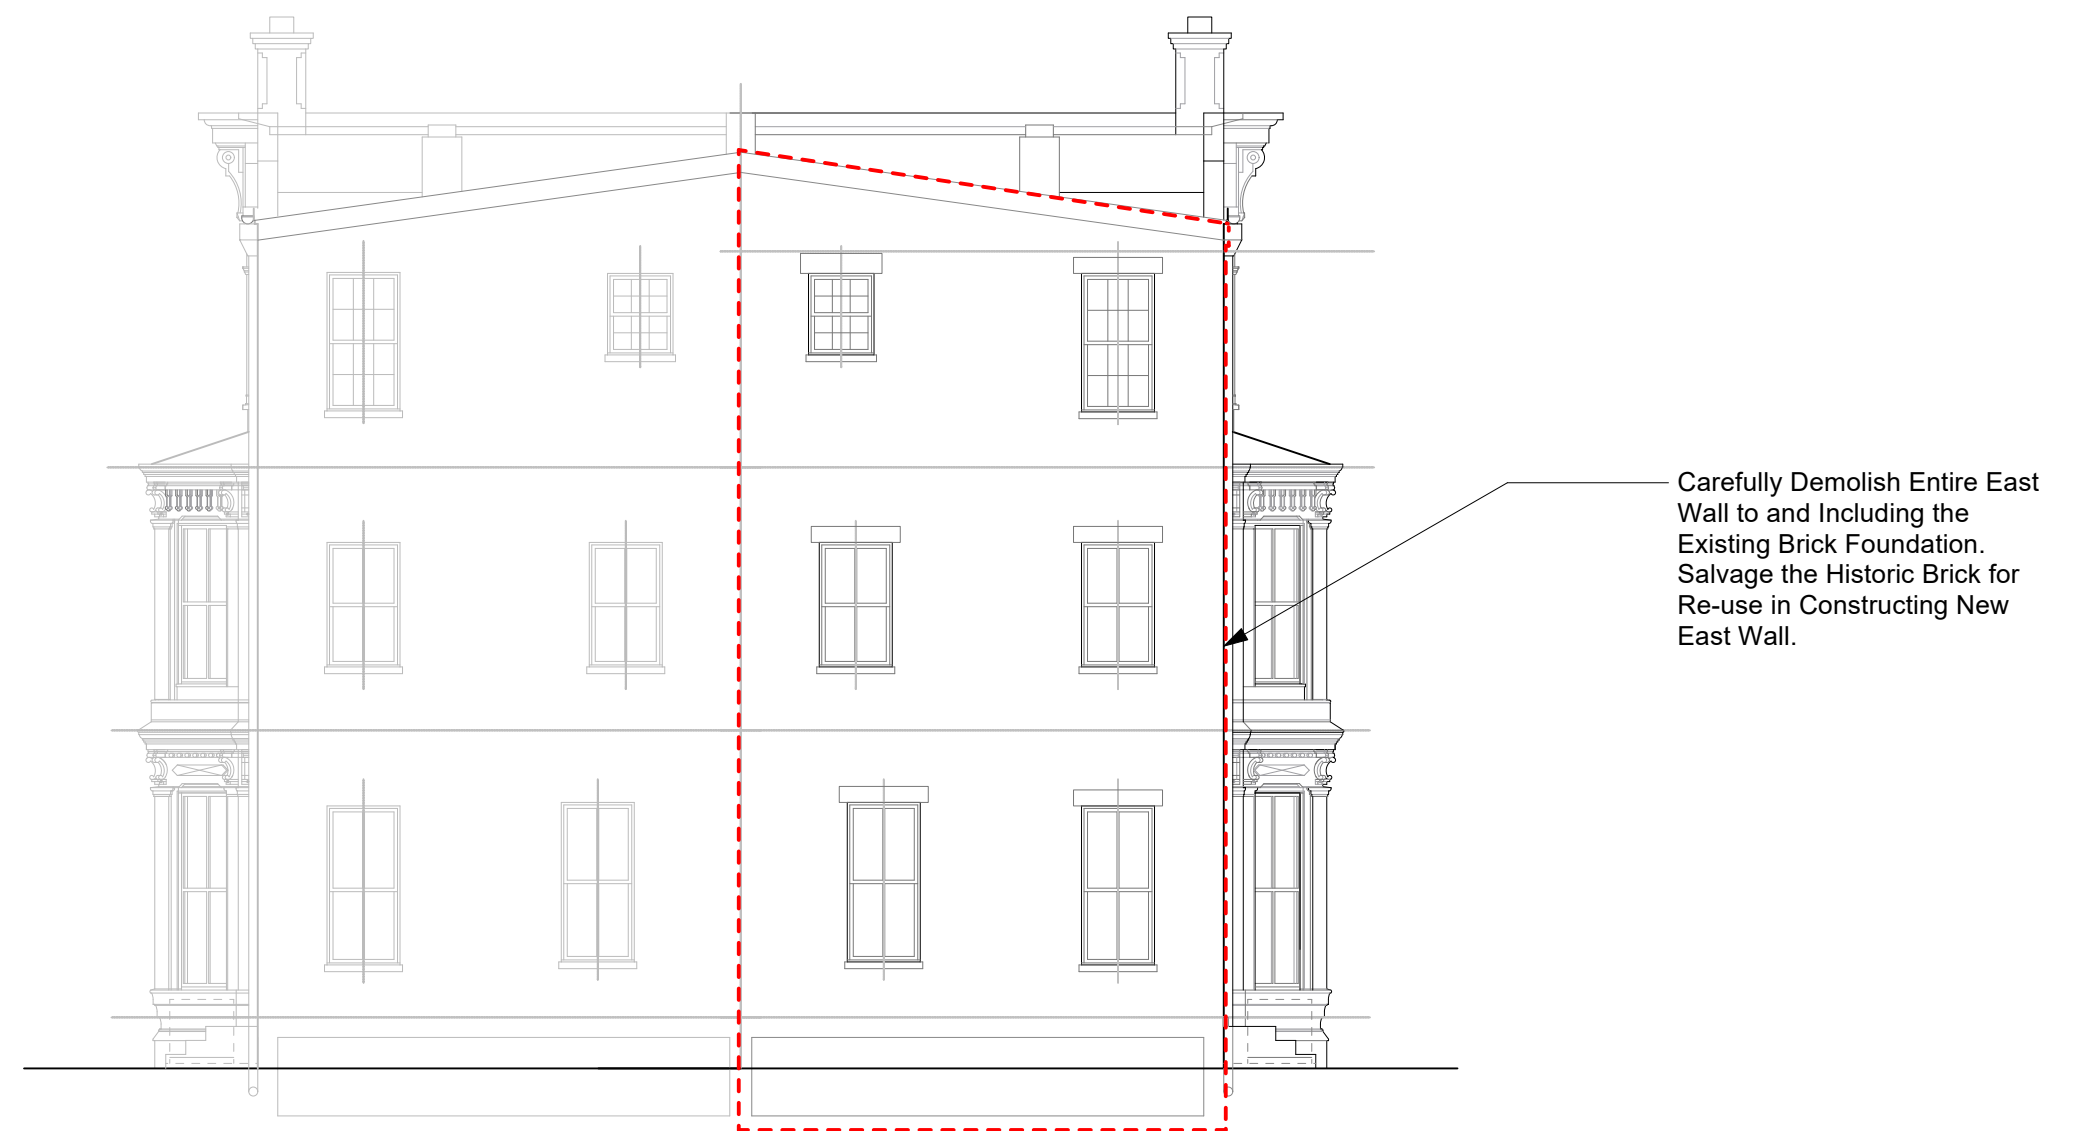 Carefully Demolish Entire East
Wall to and Including the
Existing Brick Foundation.
Salvage the Historic Brick for
Re-use in Constructing New
East Wall.